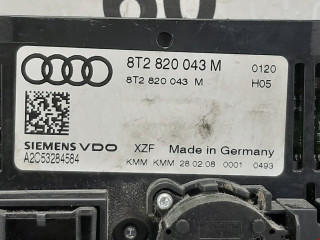 8T2 820 043 M 0120
8T2 820 043 M H05
SIEMENS VDO XZF Made in Germany
A2C53284584 KMM KMM 28.02.08 0001 0493